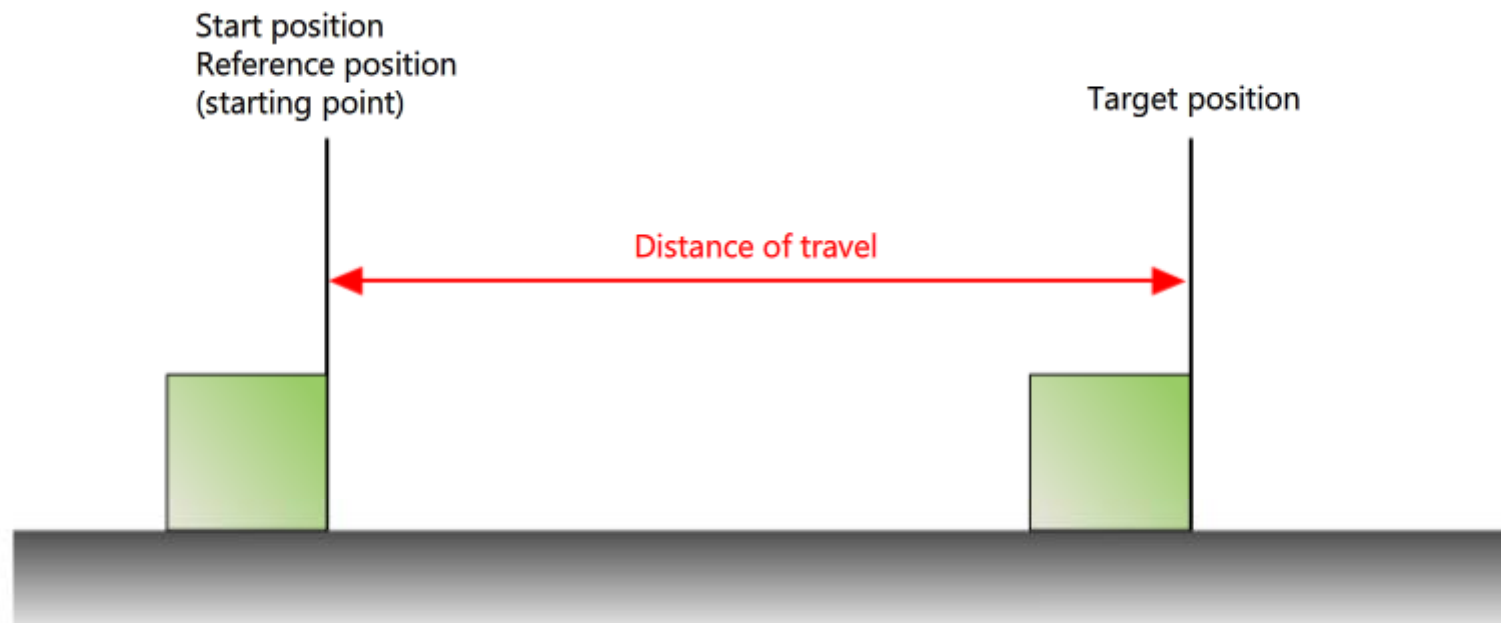 Start position
Reference position
(starting point)
Target position
Distance of travel